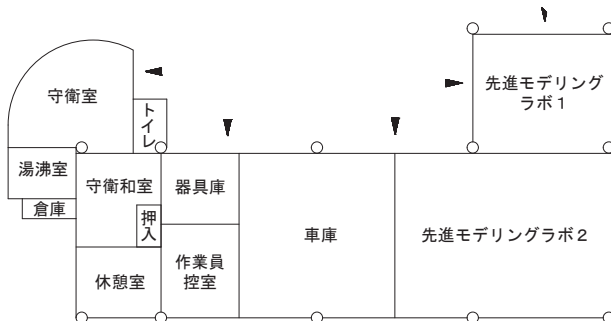 守衛室
トイレ
先進モデリング
ラボ1
湯沸室
守衛和室
器具庫
倉庫
押入
車庫
先進モデリングラボ2
休憩室
作業員
控室